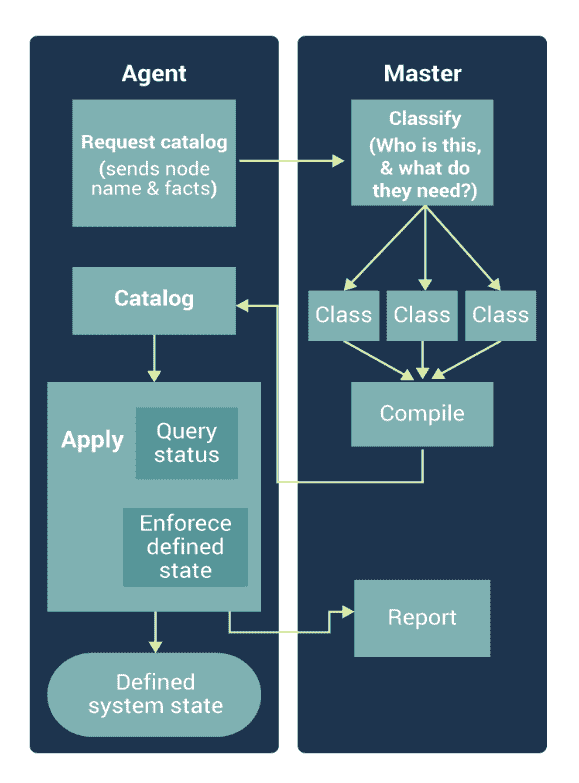 Agent
Request catalog
(sends node
name & facts)
Catalog
Apply
Query
status
Enforece
defined
state
Defined
system state
Master
Classify
(Who is this,
& what do
they need?)
Class
Class
Class
Compile
Report